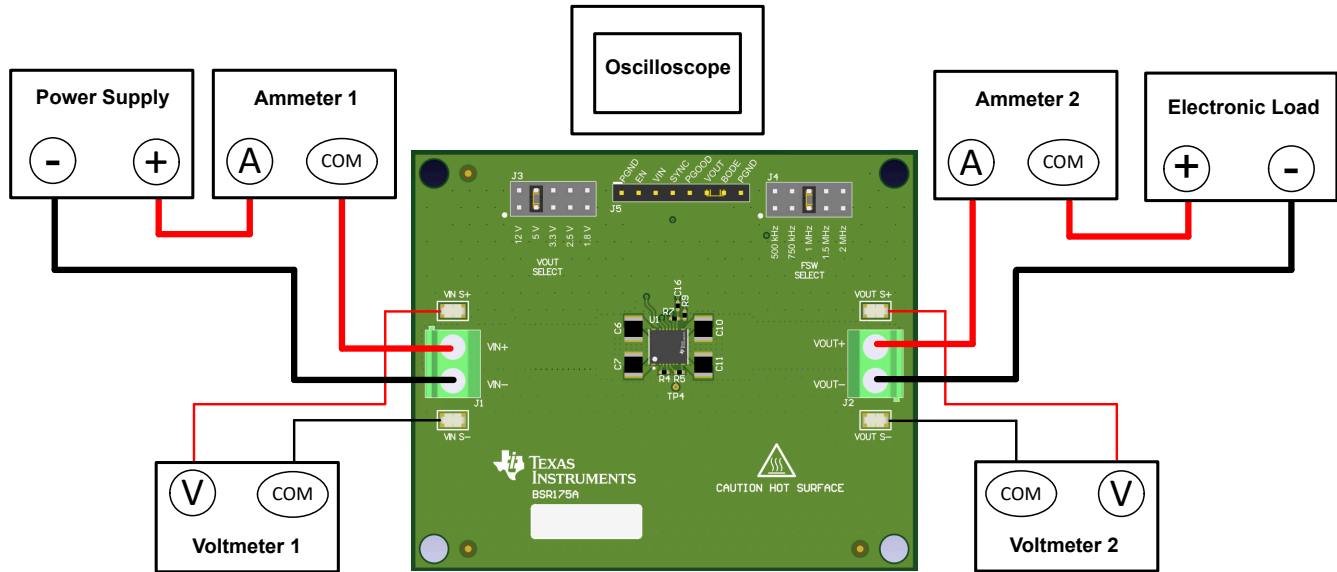 Oscilloscope
Power Supply
-
+
Ammeter 1
A
COM
Ammeter 2
A
COM
Electronic Load
+
-
J3
12 V
5 V
3.3 V
2.5 V
1.8 V
VOUT
SELECT
PGND
EN
VIN
SYNC
PGOOD
VOUT
BODE
PGND
J5
J4
500 kHz
750 kHz
1 MHz
1.5 MHz
2 MHz
FSW
SELECT
VIN S+
VIN+
VIN-
J1
VIN S-
C16
R9
R7
U1
C6
C10
C7
C11
R4
R5
TP4
VOUT S+
VOUT+
VOUT-
J2
VOUT S-
TEXAS
INSTRUMENTS
BSR175A
CAUTION HOT SURFACE
V
COM
Voltmeter 1
COM
V
Voltmeter 2